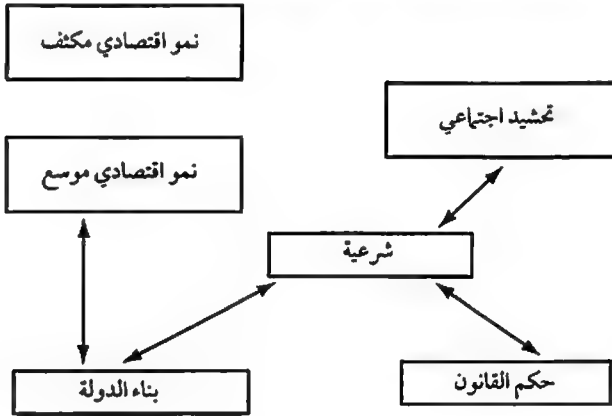 نمو اقتصادي مكثف
تحشيد اجتماعي
نمو اقتصادي موسع
شرعية
حكم القانون
بناء الدولة